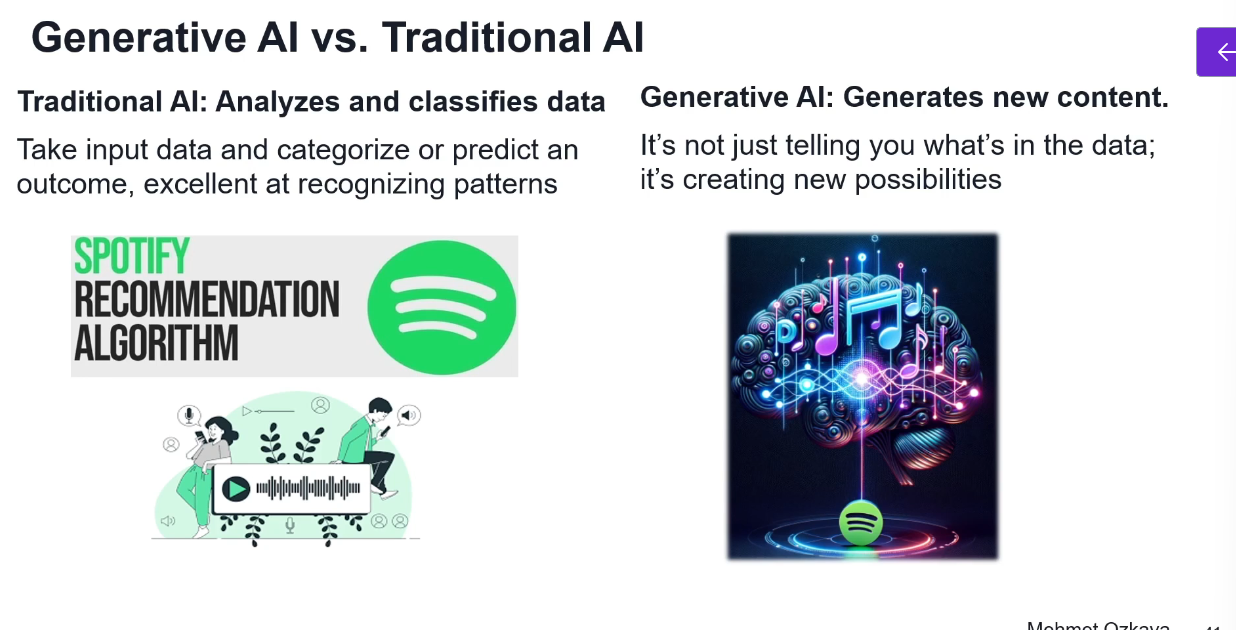 Generative AI vs. Traditional AI
Traditional AI: Analyzes and classifies data
Take input data and categorize or predict an
outcome, excellent at recognizing patterns
SPOTIFY
RECOMMENDATION
ALGORITHM
Generative AI: Generates new content.
It’s not just telling you what’s in the data;
it’s creating new possibilities
Mehmet Ozkaya
41